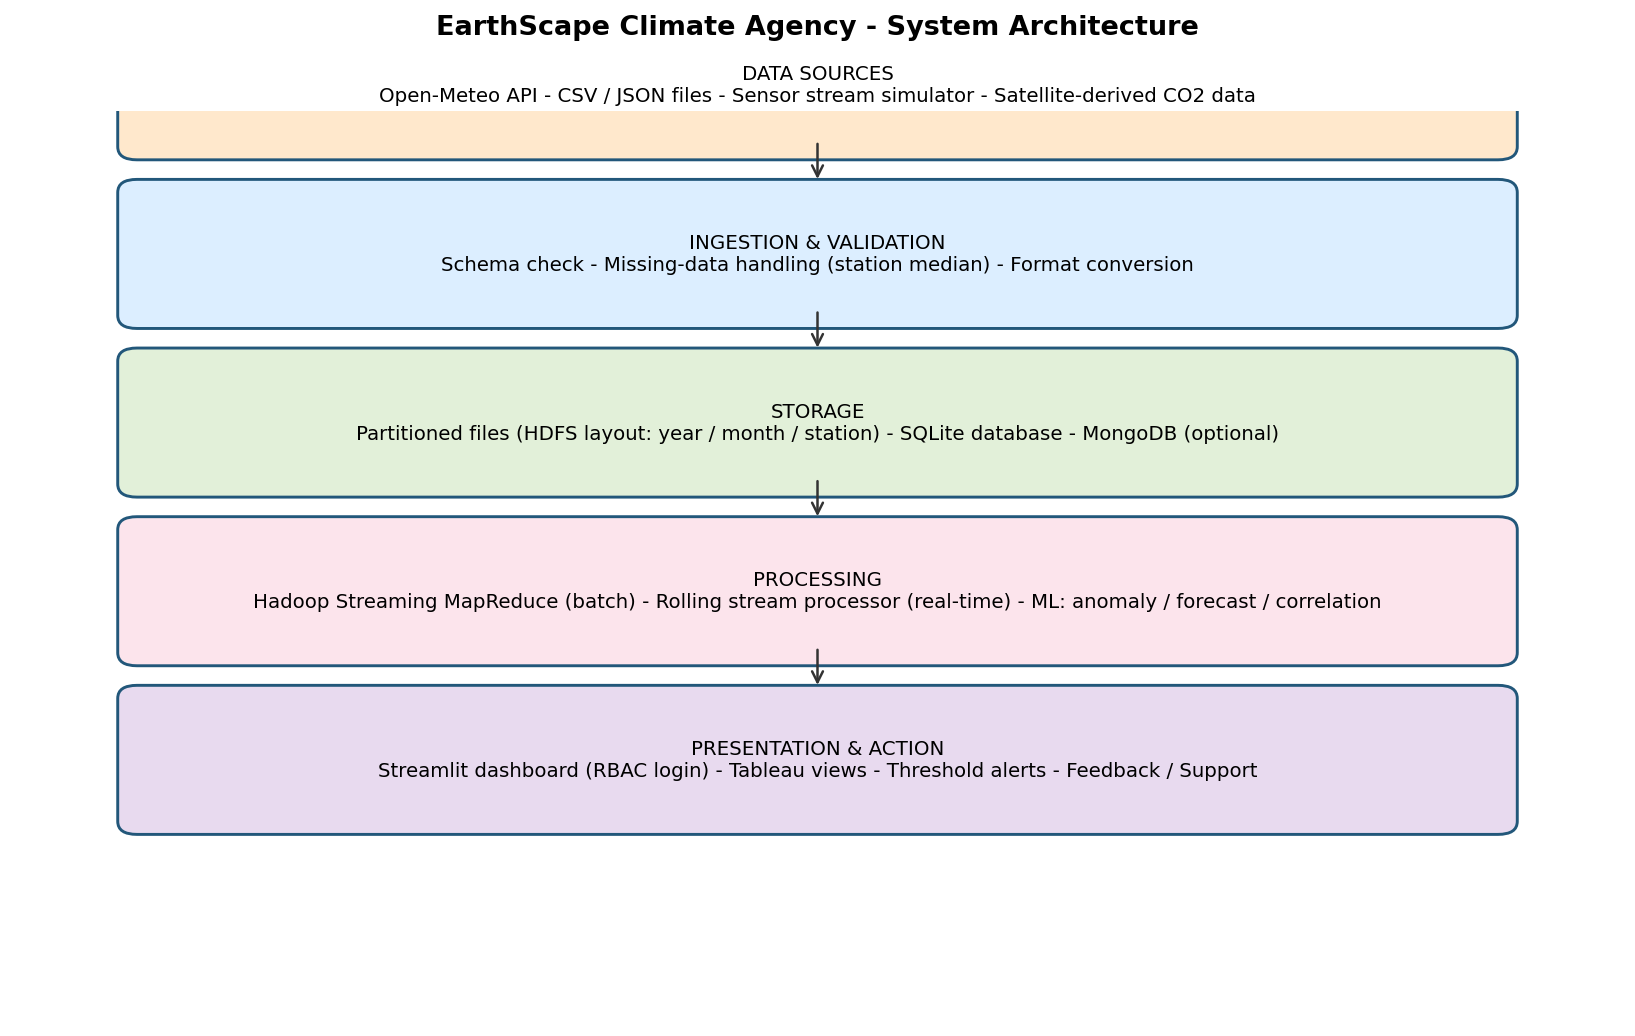 EarthScape Climate Agency - System Architecture
DATA SOURCES
Open-Meteo API - CSV / JSON files - Sensor stream simulator - Satellite-derived CO2 data
INGESTION & VALIDATION
Schema check - Missing-data handling (station median) - Format conversion
STORAGE
Partitioned files (HDFS layout: year / month / station) - SQLite database - MongoDB (optional)
PROCESSING
Hadoop Streaming MapReduce (batch) - Rolling stream processor (real-time) - ML: anomaly / forecast / correlation
PRESENTATION & ACTION
Streamlit dashboard (RBAC login) - Tableau views - Threshold alerts - Feedback / Support